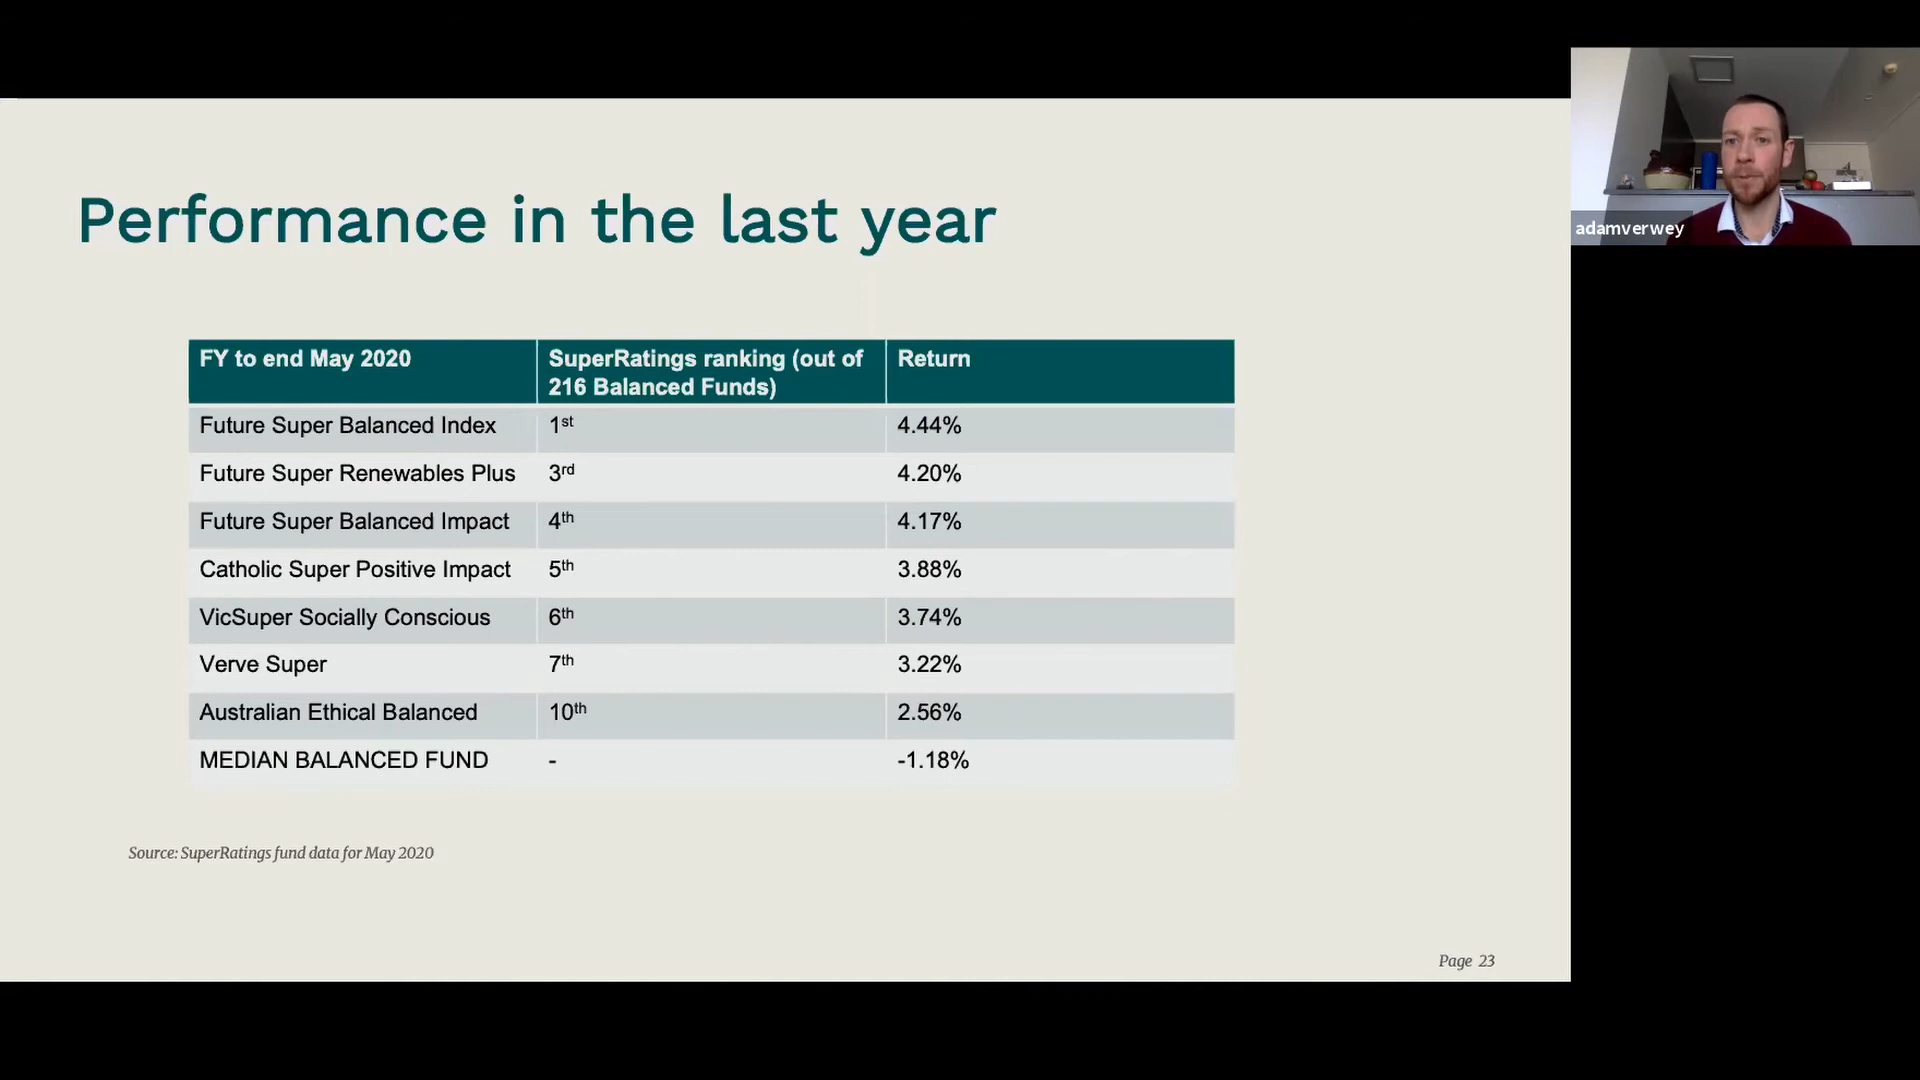 Performance in the last year
FY to end May 2020
SuperRatings ranking (out of
216 Balanced Funds)
Return
Future Super Balanced Index
1st
4.44%
Future Super Renewables Plus
3rd
4.20%
Future Super Balanced Impact
4th
4.17%
Catholic Super Positive Impact
5th
3.88%
VicSuper Socially Conscious
6th
3.74%
Verve Super
7th
3.22%
Australian Ethical Balanced
10th
2.56%
MEDIAN BALANCED FUND
-
-1.18%
Source: SuperRatings fund data for May 2020
Page 23
adamverwey